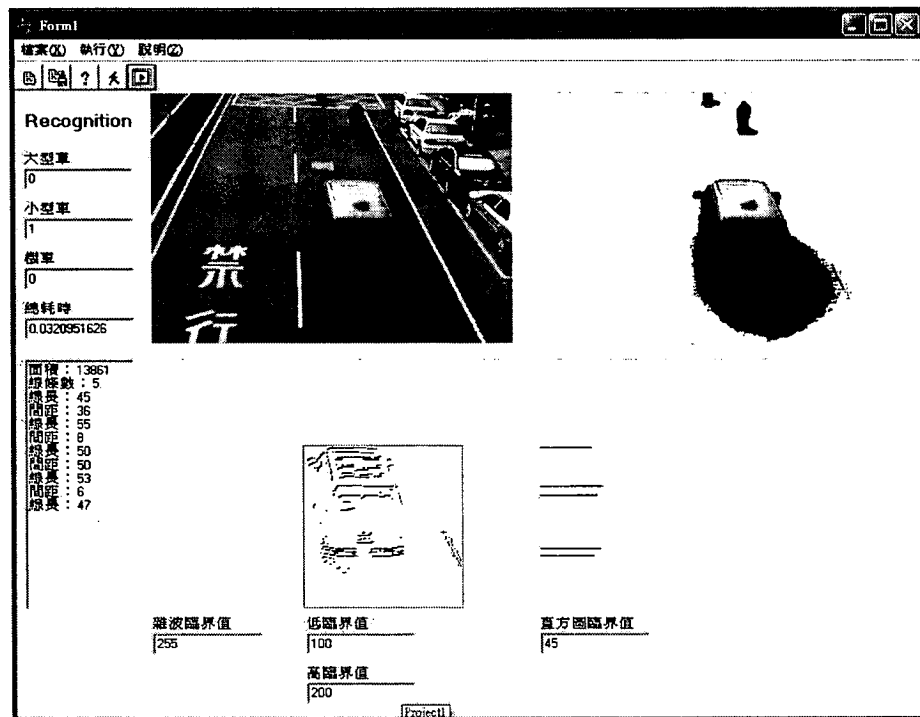 Form1
檔案(X) 執行(Y) 說明(Z)
?
Recognition
大型車
0
小型車
1
機車
0
總耗時
0.0320951626
面積：13861
線條數：5
線長：45
間距：36
線長：55
間距：8
線長：50
間距：50
線長：53
間距：6
線長：47
禁
行
雜波臨界值
255
低臨界值
100
高臨界值
200
直方圖臨界值
45
Project1